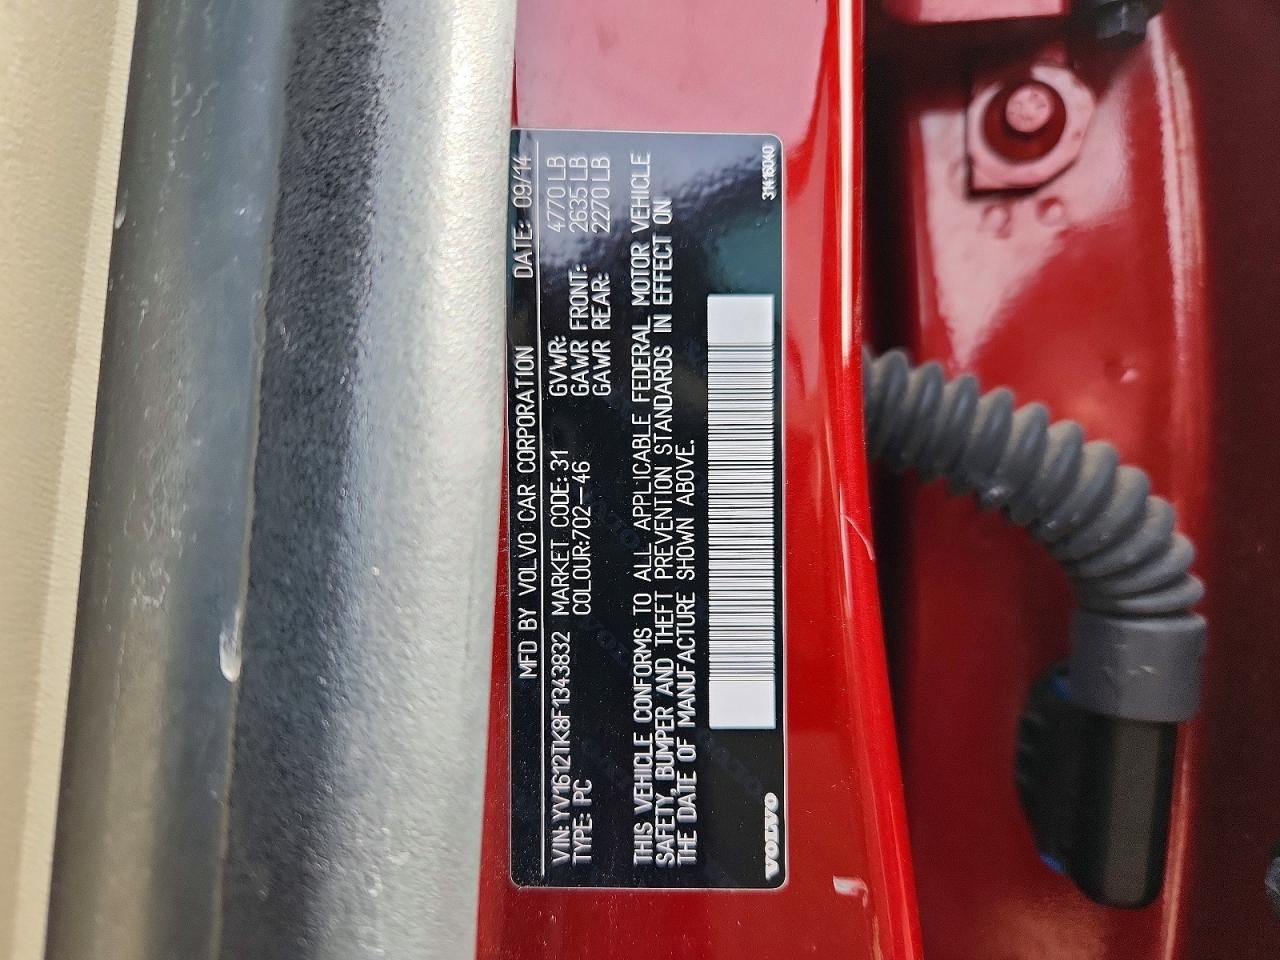 MFD BY VOLVO CAR CORPORATION DATE: 09/14
VIN: YV1612TK8F1343832 MARKET CODE: 31 GVWR: 4770 LB
TYPE: PC COLOUR:702-46 GAWR FRONT: 2635 LB
GAWR REAR: 2270 LB
THIS VEHICLE CONFORMS TO ALL APPLICABLE FEDERAL MOTOR VEHICLE
SAFETY, BUMPER AND THEFT PREVENTION STANDARDS IN EFFECT ON
THE DATE OF MANUFACTURE SHOWN ABOVE.
VOLVO 31416040